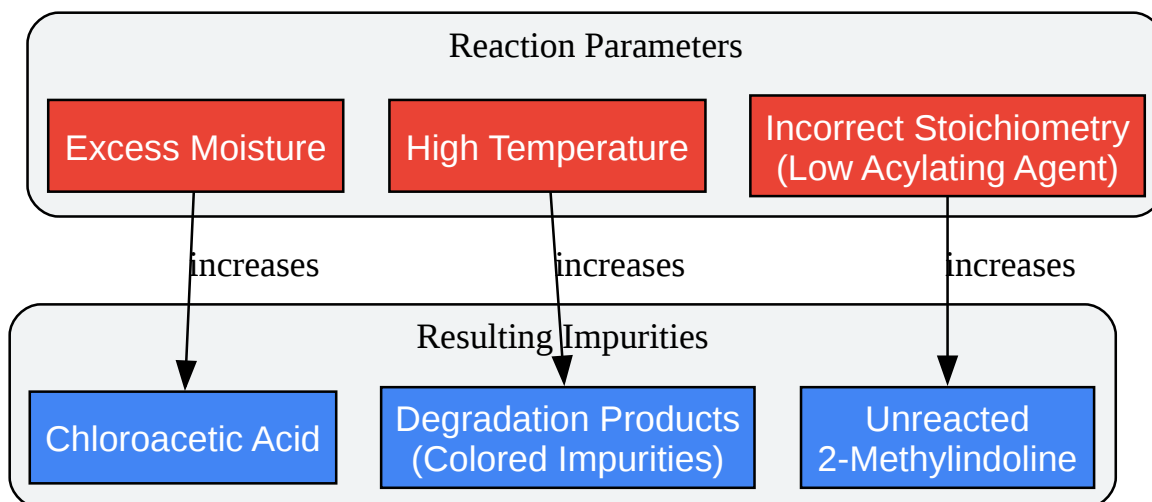 Reaction Parameters
Excess Moisture
High Temperature
Incorrect Stoichiometry
(Low Acylating Agent)
increases
increases
increases
Resulting Impurities
Chloroacetic Acid
Degradation Products
(Colored Impurities)
Unreacted
2-Methylindoline